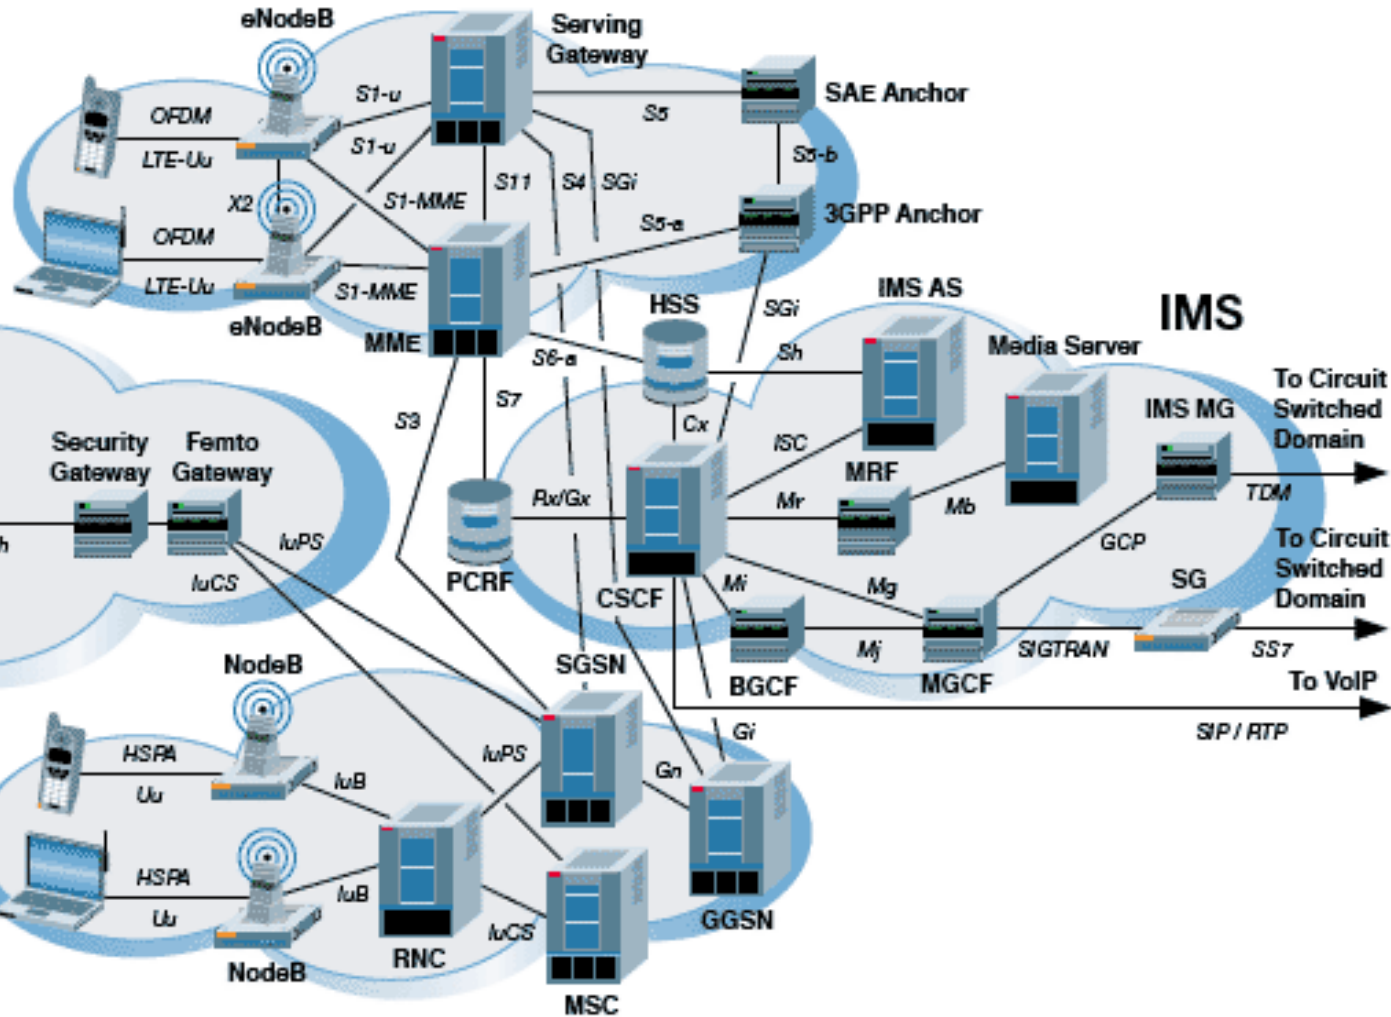 eNodeB
Serving
Gateway
S1-u
OFDM
S5
SAE Anchor
LTE-Uu
S1-u
S11
S4
SGi
S5-b
X2
S1-MME
S5-a
3GPP Anchor
OFDM
LTE-Uu
S1-MME
eNodeB
MME
HSS
IMS AS
IMS
SGi
S6-a
Sh
Media Server
To Circuit
Switched
Domain
S3
S7
Cx
ISC
IMS MG
Security
Gateway
Femto
Gateway
MRF
TDM
Rx/Gx
Mr
Mb
h
IuPS
GCP
To Circuit
Switched
Domain
IuCS
PCRF
CSCF
Mi
Mg
SG
Mj
SIGTRAN
SS7
NodeB
SGSN
BGCF
MGCF
To VoIP
Gi
SIP / RTP
HSPA
Uu
IuB
IuPS
Gn
HSPA
Uu
IuB
IuCS
GGSN
NodeB
RNC
MSC